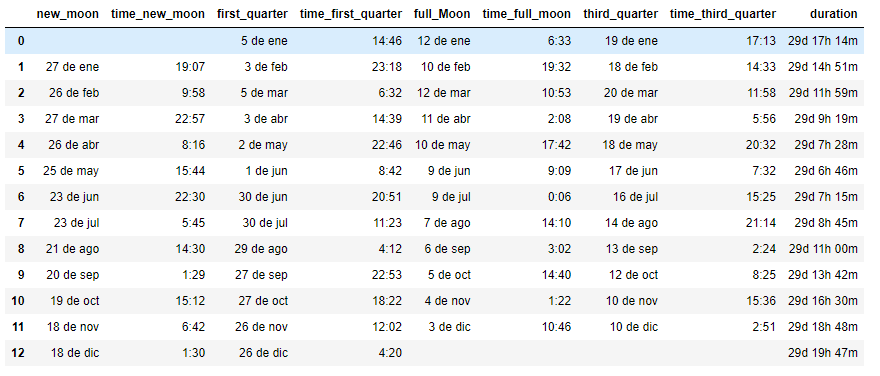 new_moon time_new_moon first_quarter time_first_quarter full_Moon time_full_moon third_quarter time_third_quarter duration
0 5 de ene 14:46 12 de ene 6:33 19 de ene 17:13 29d 17h 14m
1 27 de ene 19:07 3 de feb 23:18 10 de feb 19:32 18 de feb 14:33 29d 14h 51m
2 26 de feb 9:58 5 de mar 6:32 12 de mar 10:53 20 de mar 11:58 29d 11h 59m
3 27 de mar 22:57 3 de abr 14:39 11 de abr 2:08 19 de abr 5:56 29d 9h 19m
4 26 de abr 8:16 2 de may 22:46 10 de may 17:42 18 de may 20:32 29d 7h 28m
5 25 de may 15:44 1 de jun 8:42 9 de jun 9:09 17 de jun 7:32 29d 6h 46m
6 23 de jun 22:30 30 de jun 20:51 9 de jul 0:06 16 de jul 15:25 29d 7h 15m
7 23 de jul 5:45 30 de jul 11:23 7 de ago 14:10 14 de ago 21:14 29d 8h 45m
8 21 de ago 14:30 29 de ago 4:12 6 de sep 3:02 13 de sep 2:24 29d 11h 00m
9 20 de sep 1:29 27 de sep 22:53 5 de oct 14:40 12 de oct 8:25 29d 13h 42m
10 19 de oct 15:12 27 de oct 18:22 4 de nov 1:22 10 de nov 15:36 29d 16h 30m
11 18 de nov 6:42 26 de nov 12:02 3 de dic 10:46 10 de dic 2:51 29d 18h 48m
12 18 de dic 1:30 26 de dic 4:20 29d 19h 47m